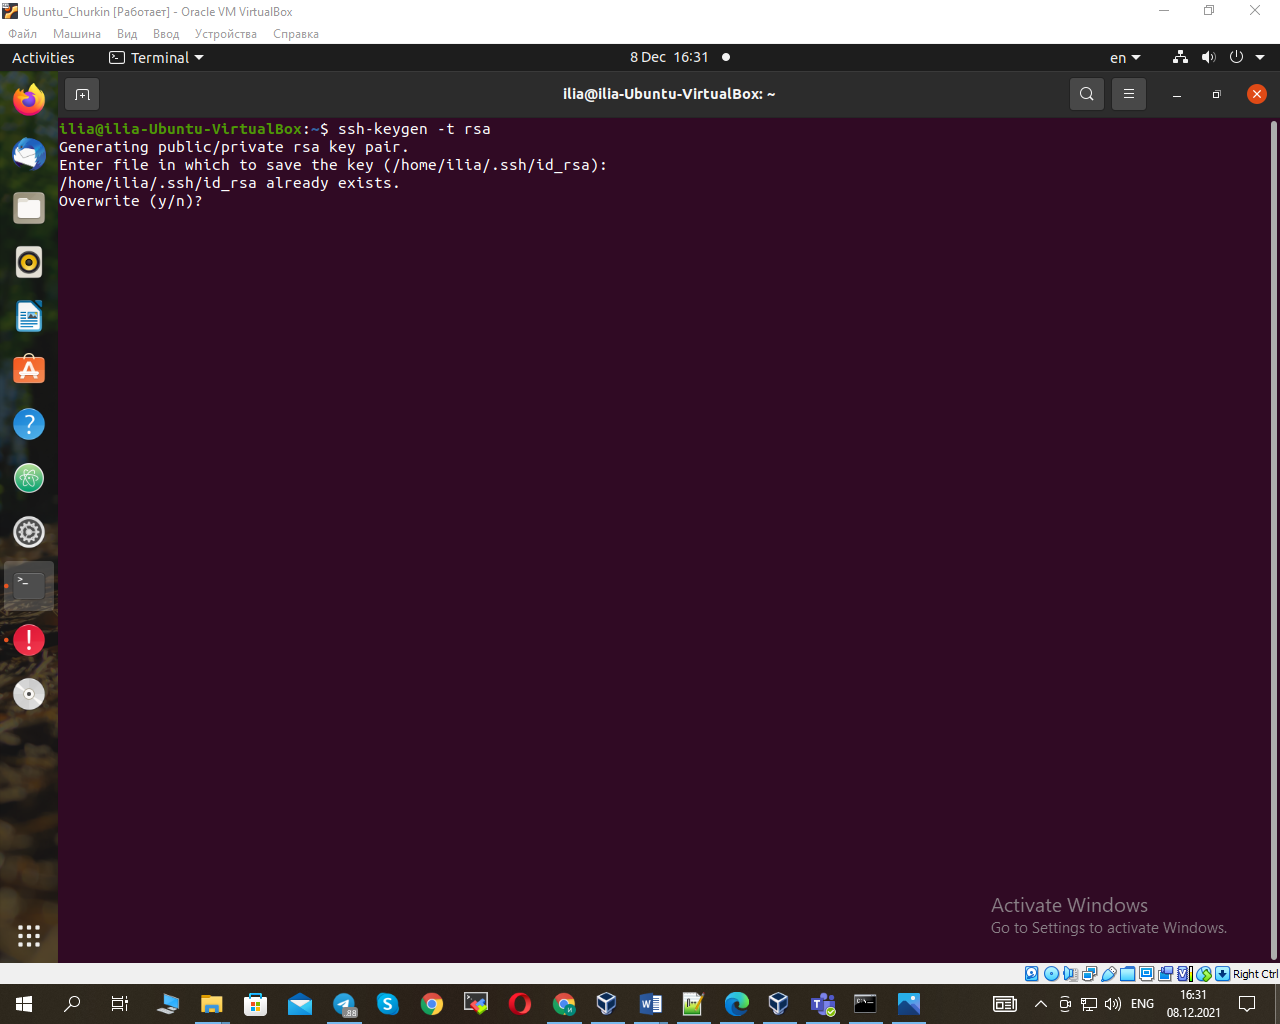 Ubuntu_Churkin [Работает] - Oracle VM VirtualBox
Файл Машина Вид Ввод Устройства Справка
Activities Terminal 8 Dec 16:31 en
ilia@ilia-Ubuntu-VirtualBox: ~
ilia@ilia-Ubuntu-VirtualBox:~$ ssh-keygen -t rsa
Generating public/private rsa key pair.
Enter file in which to save the key (/home/ilia/.ssh/id_rsa):
/home/ilia/.ssh/id_rsa already exists.
Overwrite (y/n)?
Activate Windows
Go to Settings to activate Windows.
Right Ctrl
.88
ENG
16:31
08.12.2021